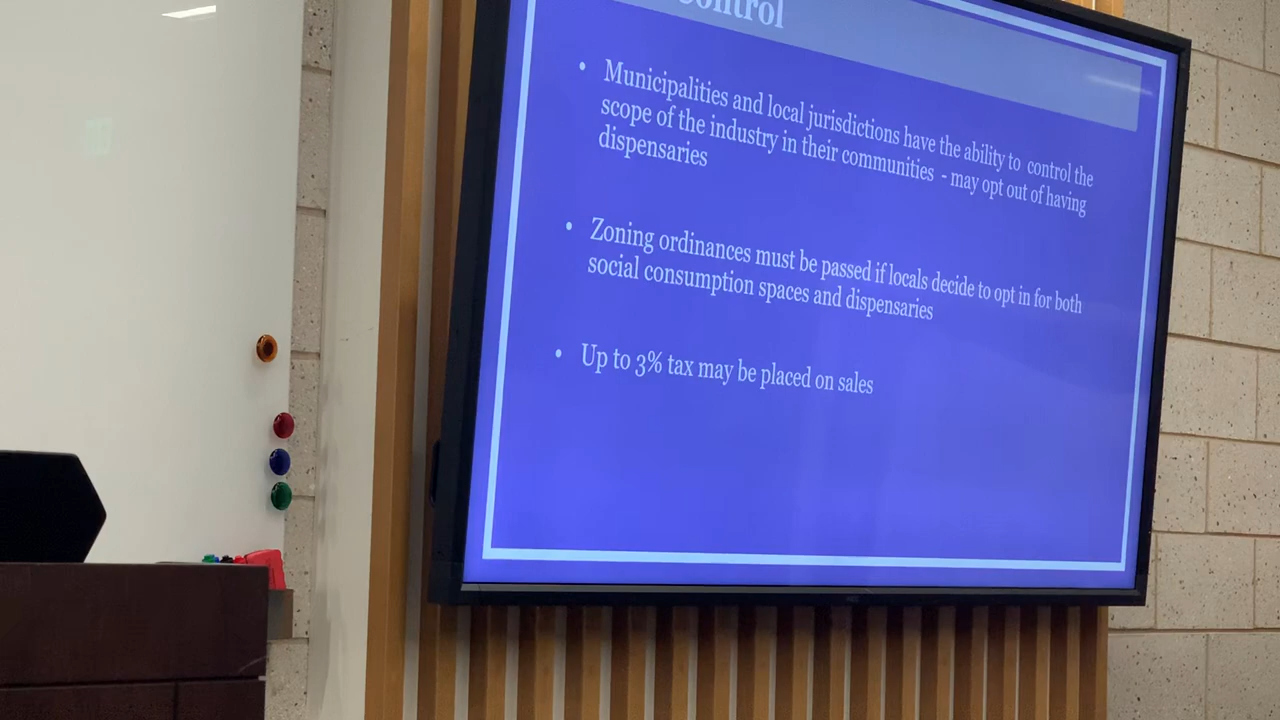 control
• Municipalities and local jurisdictions have the ability to control the
scope of the industry in their communities - may opt out of having
dispensaries
• Zoning ordinances must be passed if locals decide to opt in for both
social consumption spaces and dispensaries
• Up to 3% tax may be placed on sales